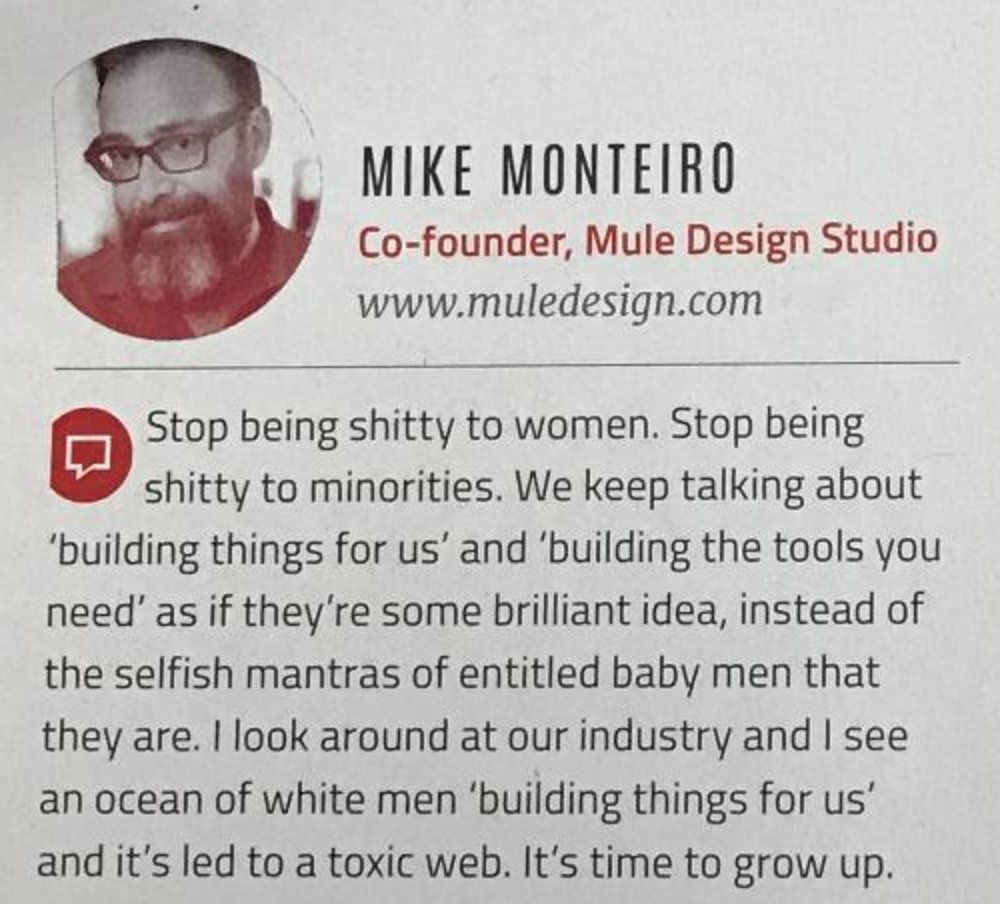 MIKE MONTEIRO
Co-founder, Mule Design Studio
www.muledesign.com
Stop being shitty to women. Stop being
shitty to minorities. We keep talking about
‘building things for us’ and ‘building the tools you
need’ as if they’re some brilliant idea, instead of
the selfish mantras of entitled baby men that
they are. I look around at our industry and I see
an ocean of white men ‘building things for us’
and it’s led to a toxic web. It’s time to grow up.